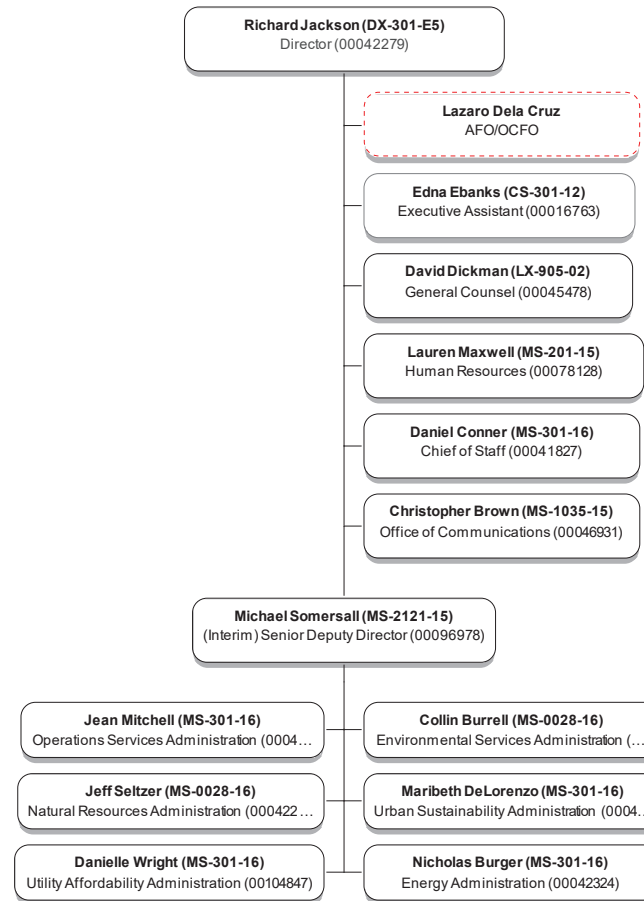 Richard Jackson (DX-301-E5)
Director (00042279)
Lazaro Dela Cruz
AFO/OCFO
Edna Ebanks (CS-301-12)
Executive Assistant (00016763)
David Dickman (LX-905-02)
General Counsel (00045478)
Lauren Maxwell (MS-201-15)
Human Resources (00078128)
Daniel Conner (MS-301-16)
Chief of Staff (00041827)
Christopher Brown (MS-1035-15)
Office of Communications (00046931)
Michael Somersall (MS-2121-15)
(Interim) Senior Deputy Director (00096978)
Jean Mitchell (MS-301-16)
Operations Services Administration (0004...
Collin Burrell (MS-0028-16)
Environmental Services Administration (...
Jeff Seltzer (MS-0028-16)
Natural Resources Administration (000422...
Maribeth DeLorenzo (MS-301-16)
Urban Sustainability Administration (0004...
Danielle Wright (MS-301-16)
Utility Affordability Administration (00104847)
Nicholas Burger (MS-301-16)
Energy Administration (00042324)